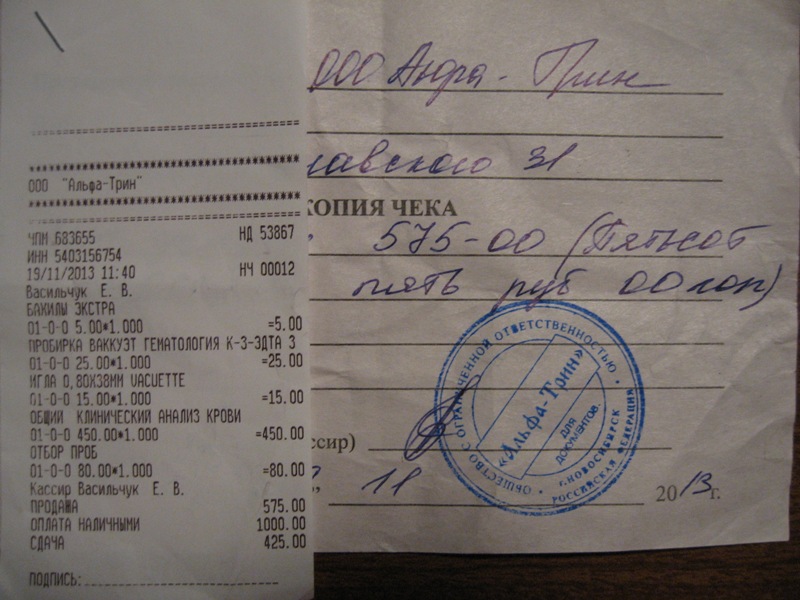 ООО "Альфа-Трин"
ЧПМ 683655 НД 53867
ИНН 5403156754
19/11/2013 11:40 НЧ 00012
Васильчук Е. В.
БАХИЛЫ ЭКСТРА
01-0-0 5.00*1.000 =5.00
ПРОБИРКА ВАККУЭТ ГЕМАТОЛОГИЯ К-3-ЭДТА 3
01-0-0 25.00*1.000 =25.00
ИГЛА 0,80Х38ММ VACUETTE
01-0-0 15.00*1.000 =15.00
ОБЩИЙ КЛИНИЧЕСКИЙ АНАЛИЗ КРОВИ
01-0-0 450.00*1.000 =450.00
ОТБОР ПРОБ
01-0-0 80.00*1.000 =80.00
Кассир Васильчук Е. В.
ПРОДАЖА 575.00
ОПЛАТА НАЛИЧНЫМИ 1000.00
СДАЧА 425.00
ПОДПИСЬ:
ООО Андра-Трин
лавского 31
КОПИЯ ЧЕКА
575-00 (Пятьсот
пять руб 00 коп)
ссир)
11 2013г.
ОБЩЕСТВО С ОГРАНИЧЕННОЙ ОТВЕТСТВЕННОСТЬЮ
«Альфа-Трин»
ДЛЯ
ДОКУМЕНТОВ.
г.НОВОСИБИРСК
РОССИЙСКАЯ ФЕДЕРАЦИЯ